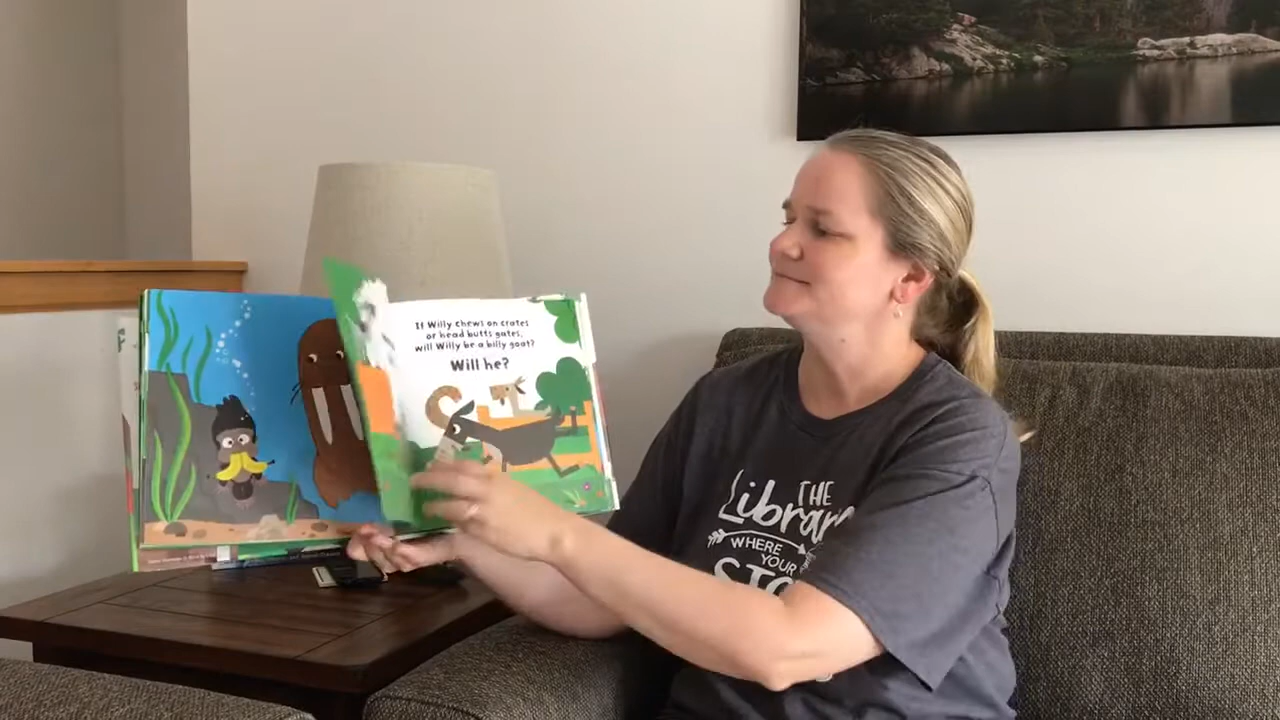 If Willy chews on crates
or head butts gates,
will Willy be a billy goat?
Will he?
THE
Library
WHERE
YOUR